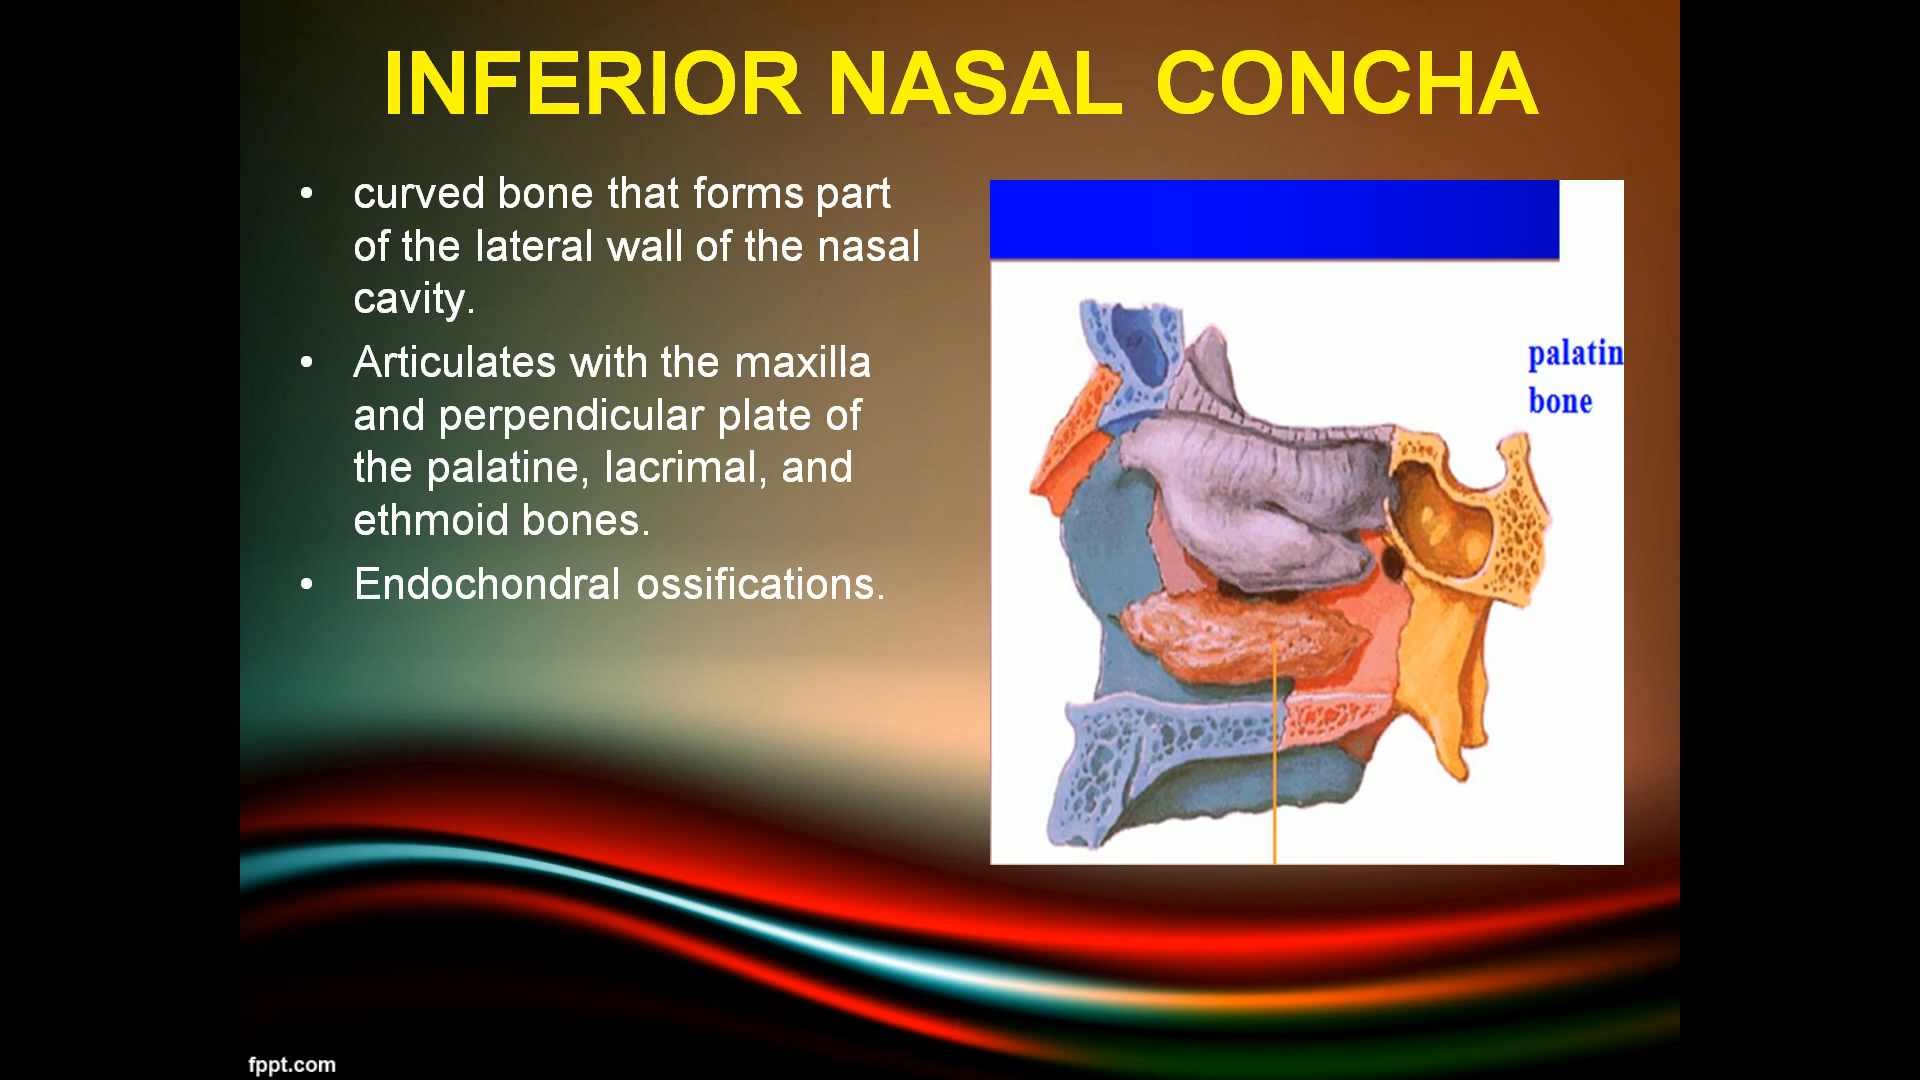 INFERIOR NASAL CONCHA
• curved bone that forms part
of the lateral wall of the nasal
cavity.
• Articulates with the maxilla
and perpendicular plate of
the palatine, lacrimal, and
ethmoid bones.
• Endochondral ossifications.
palatin
bone
fppt.com